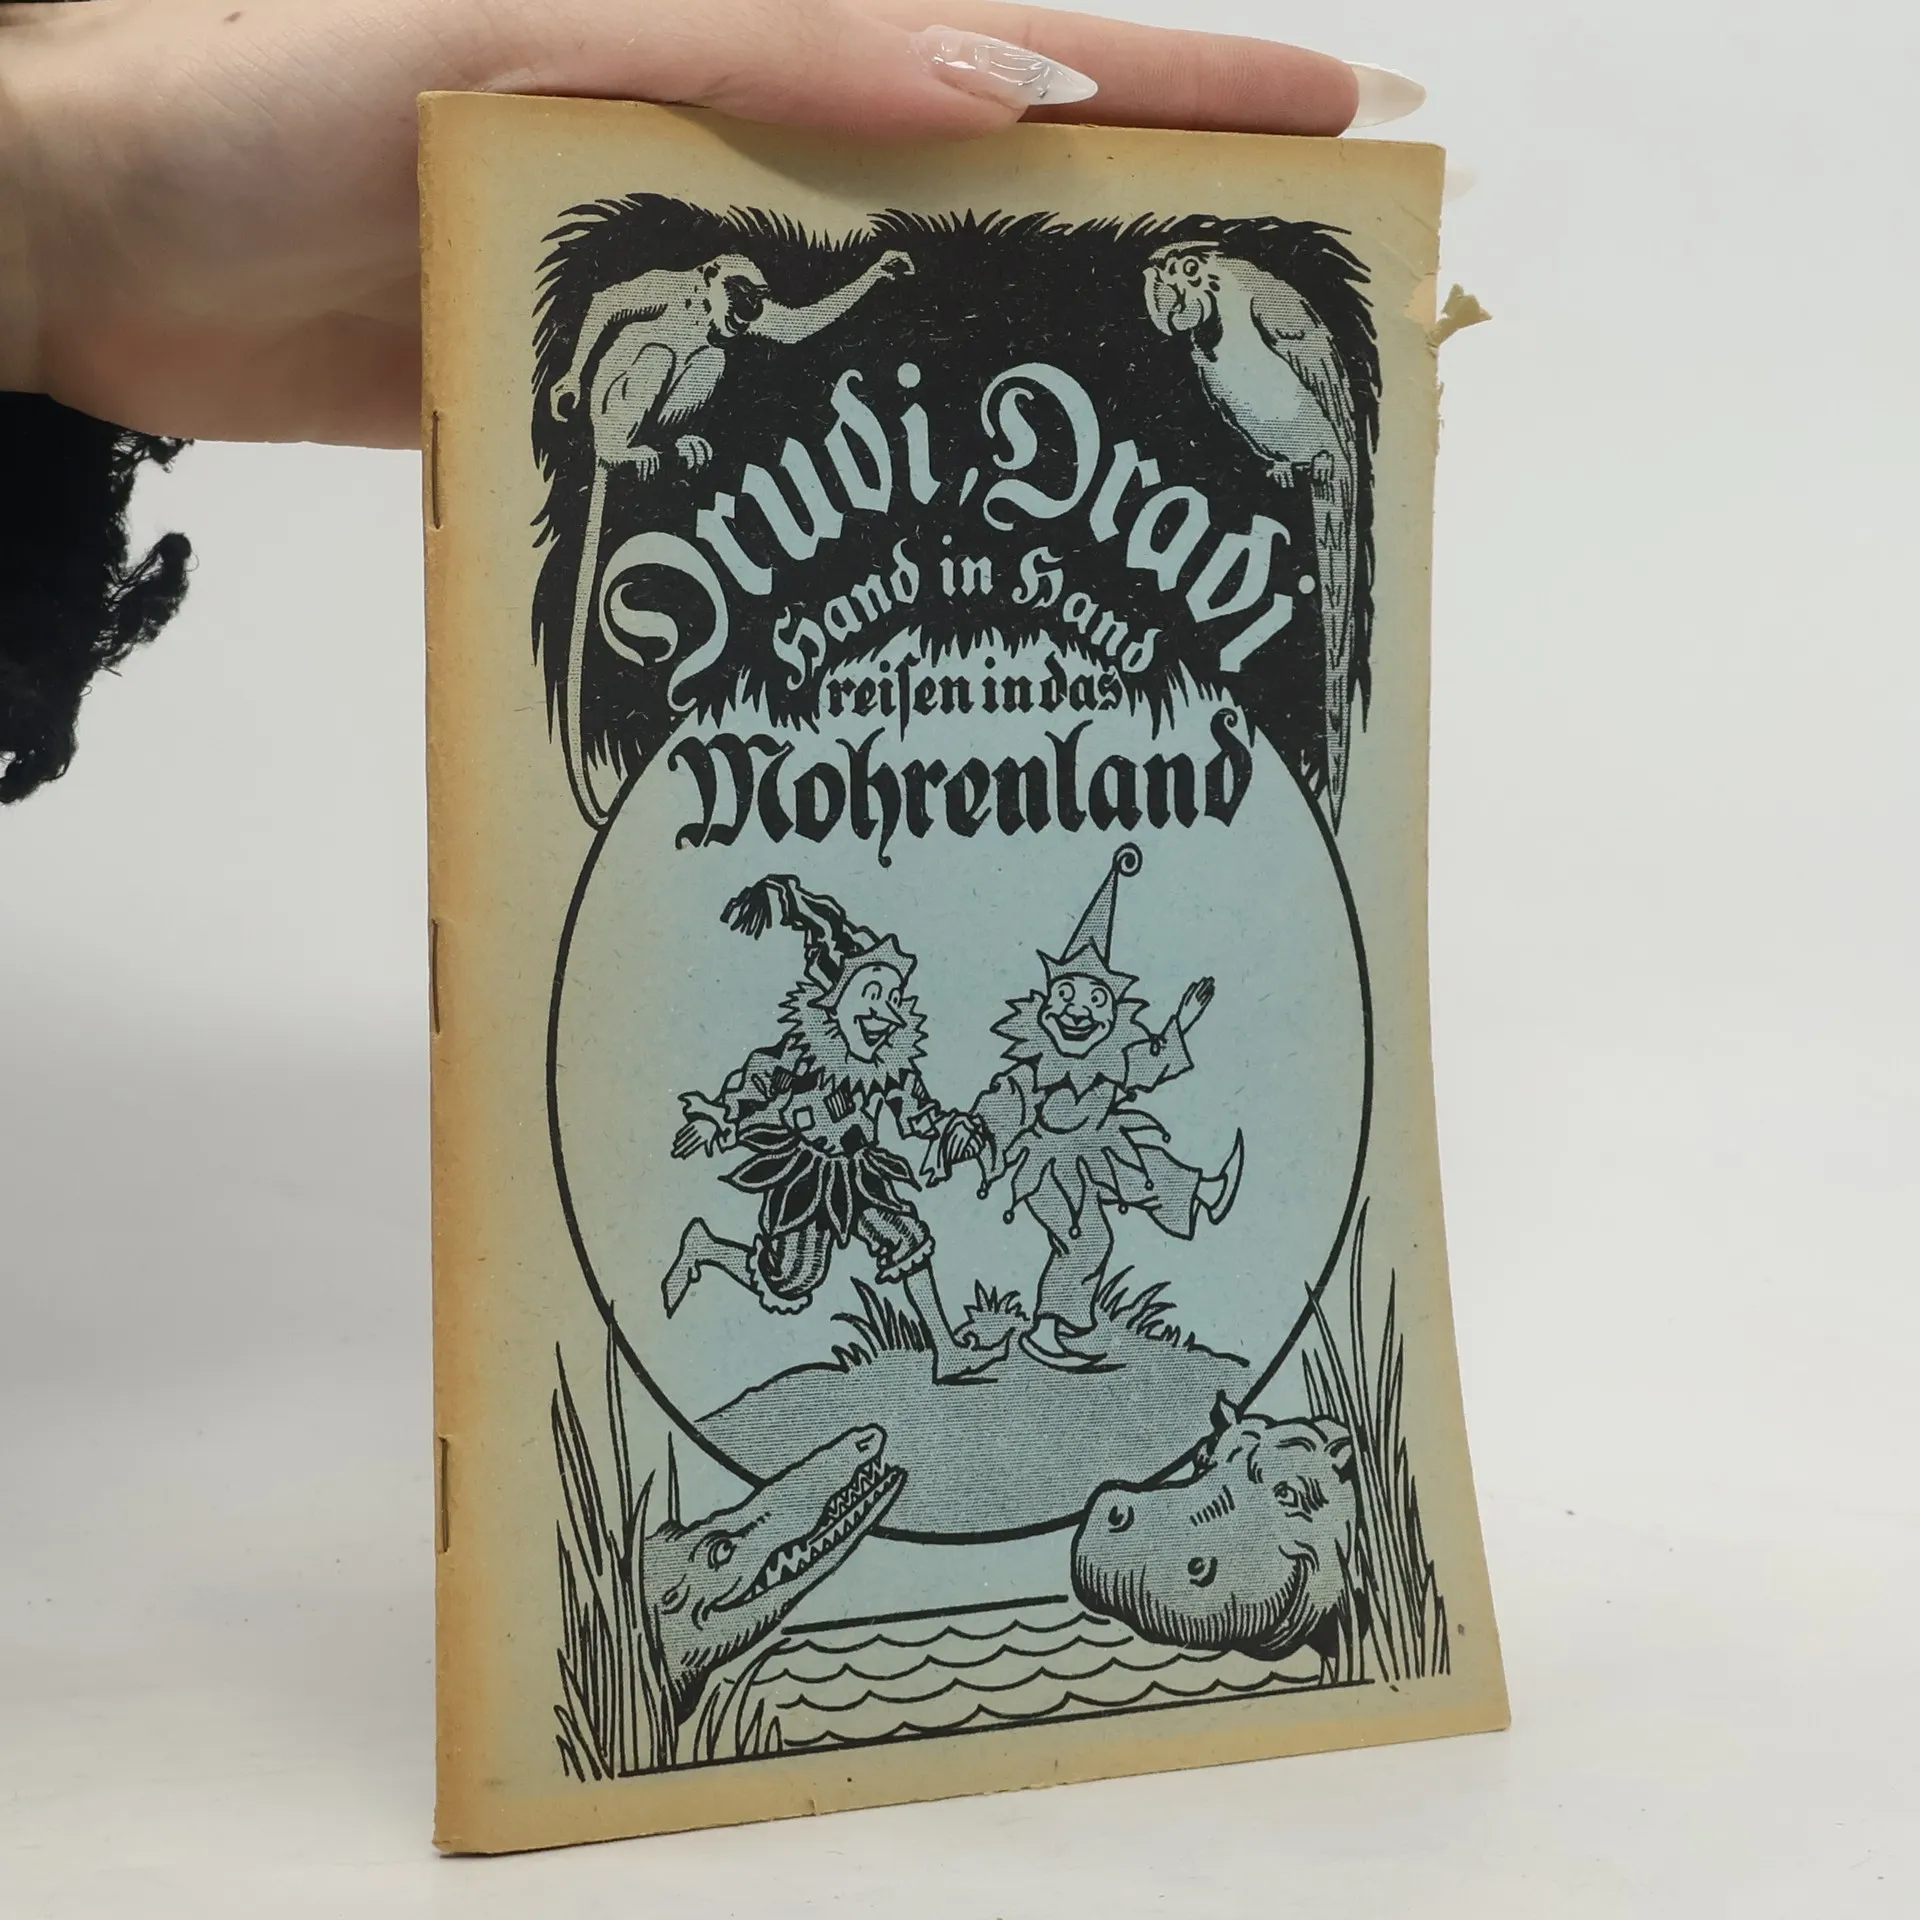 Drudi, Dradi
Hand in Hand
reiſen in das
Mohrenland